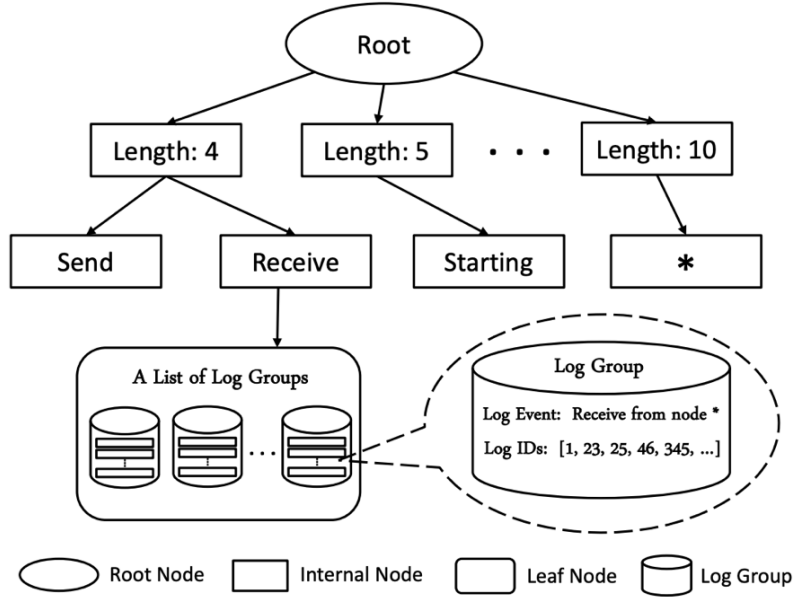 Root
Length: 4
Length: 5
. . .
Length: 10
Send
Receive
Starting
*
A List of Log Groups
...
Log Group
Log Event: Receive from node *
Log IDs: [1, 23, 25, 46, 345, ...]
Root Node
Internal Node
Leaf Node
Log Group